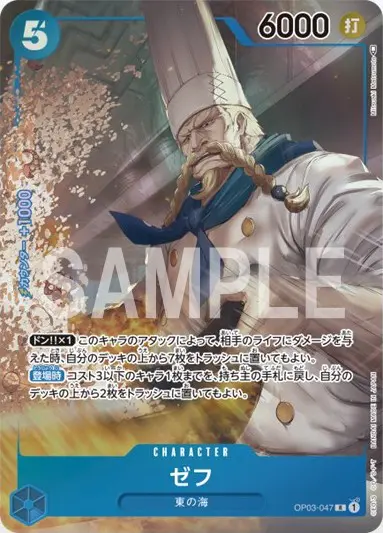 5
6000
打
カウンター+1000
SAMPLE
ドン!!×1 このキャラのアタックによって、相手のライフにダメージを与
えた時、自分のデッキの上から7枚をトラッシュに置いてもよい。
登場時 コスト3以下のキャラ1枚までを、持ち主の手札に戻し、自分の
デッキの上から2枚をトラッシュに置いてもよい。
CHARACTER
ゼフ
東の海
OP03-047 R 1